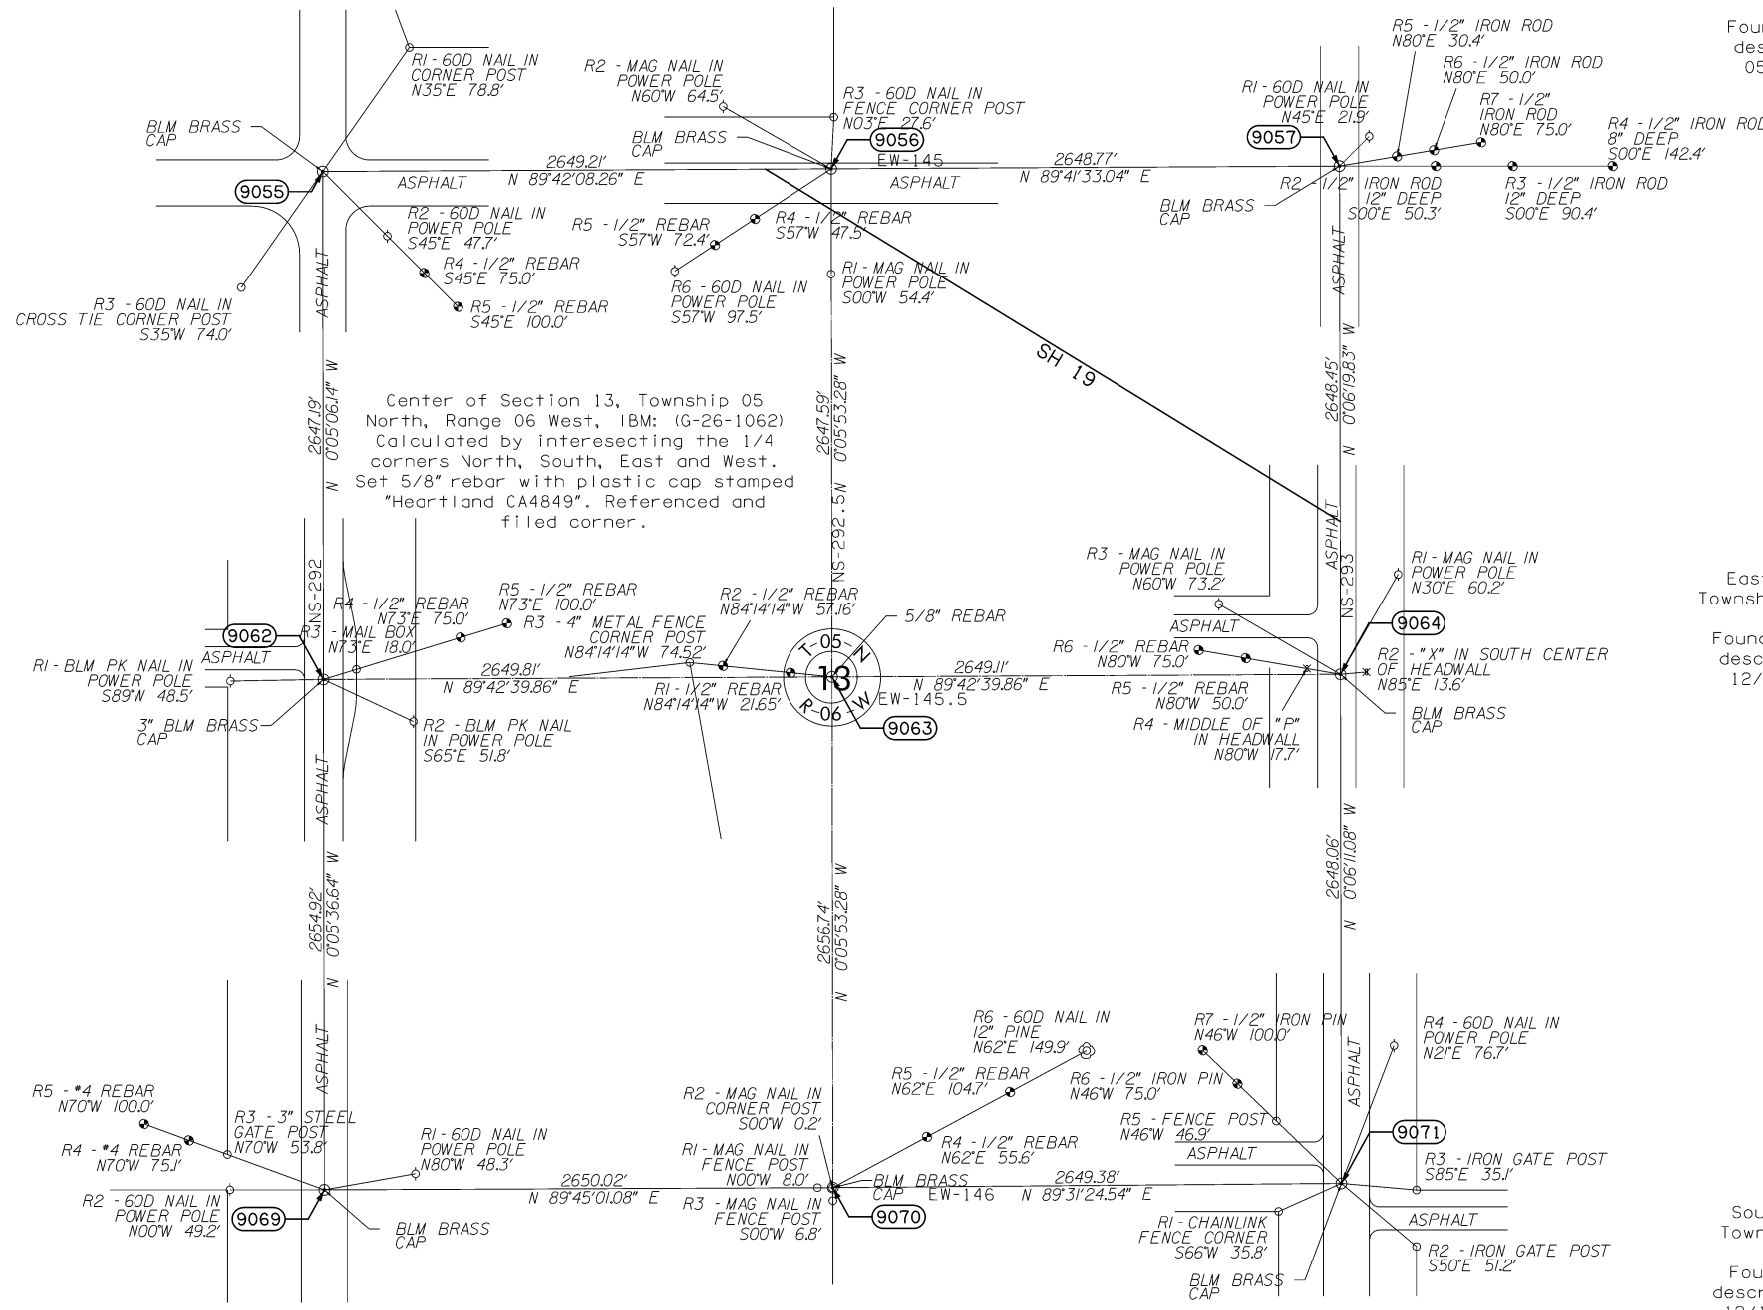 R1 - 60D NAIL IN
CORNER POST
N35°E 78.8'
R2 - MAG NAIL IN
POWER POLE
N60°W 64.5'
R3 - 60D NAIL IN
FENCE CORNER POST
N03°E 27.6'
R1 - 60D NAIL IN
POWER POLE
N45°E 21.9'
R5 - 1/2" IRON ROD
N80°E 30.4'
R6 - 1/2" IRON ROD
N80°E 50.0'
R7 - 1/2"
IRON ROD
N80°E 75.0'
R4 - 1/2" IRON ROD
8" DEEP
S00°E 142.4'
Foun
des
05
BLM BRASS
CAP
BLM BRASS
CAP
9056
9057
EW-145
9055
2649.21'
N 89°42'08.26" E
ASPHALT
ASPHALT
2648.77'
N 89°41'33.04" E
R2 - 1/2" IRON ROD
12" DEEP
S00°E 50.3'
R3 - 1/2" IRON ROD
12" DEEP
S00°E 90.4'
BLM BRASS
CAP
R2 - 60D NAIL IN
POWER POLE
S45°E 47.7'
R4 - 1/2" REBAR
S45°E 75.0'
R5 - 1/2" REBAR
S45°E 100.0'
R3 - 60D NAIL IN
CROSS TIE CORNER POST
S35°W 74.0'
ASPHALT
R5 - 1/2" REBAR
S57°W 72.4'
R4 - 1/2" REBAR
S57°W 47.5'
R6 - 60D NAIL IN
POWER POLE
S57°W 97.5'
R1 - MAG NAIL IN
POWER POLE
S00°W 54.4'
ASPHALT
SH 19
2647.19'
N 0°05'06.14" W
2647.59'
N 0°05'53.28" W
2648.45'
N 0°06'19.83" W
Center of Section 13, Township 05
North, Range 06 West, IBM: (G-26-1062)
Calculated by interesecting the 1/4
corners North, South, East and West.
Set 5/8" rebar with plastic cap stamped
"Heartland CA4849". Referenced and
filed corner.
NS-292
NS-292.5
NS-293
ASPHALT
R4 - 1/2" REBAR
N73°E 75.0'
R5 - 1/2" REBAR
N73°E 100.0'
R3 - MAIL BOX
N73°E 18.0'
9062
ASPHALT
R1 - BLM PK NAIL IN
POWER POLE
S89°W 48.5'
3" BLM BRASS
CAP
R2 - BLM PK NAIL
IN POWER POLE
S65°E 51.8'
R3 - 4" METAL FENCE
CORNER POST
N84°14'14"W 74.52'
R2 - 1/2" REBAR
N84°14'14"W 57.16'
R1 - 1/2" REBAR
N84°14'14"W 21.65'
2649.81'
N 89°42'39.86" E
5/8" REBAR
T-05-N
13
R-06-W
9063
2649.11'
N 89°42'39.86" E
EW-145.5
R3 - MAG NAIL IN
POWER POLE
N60°W 73.2'
R1 - MAG NAIL IN
POWER POLE
N30°E 60.2'
ASPHALT
9064
R6 - 1/2" REBAR
N80°W 75.0'
R5 - 1/2" REBAR
N80°W 50.0'
R4 - MIDDLE OF "P"
IN HEADWALL
N80°W 17.7'
R2 - "X" IN SOUTH CENTER
OF HEADWALL
N85°E 13.6'
BLM BRASS
CAP
East
Townsh
Found
desc
12/
ASPHALT
2654.92'
N 0°05'36.64" W
2656.74'
N 0°05'53.28" W
2648.06'
N 0°06'11.08" W
ASPHALT
ASPHALT
R5 - #4 REBAR
N70°W 100.0'
R4 - #4 REBAR
N70°W 75.1'
R3 - 3" STEEL
GATE POST
N70°W 53.8'
R1 - 60D NAIL IN
POWER POLE
N80°W 48.3'
R2 - 60D NAIL IN
POWER POLE
N00°W 49.2'
9069
BLM BRASS
CAP
2650.02'
N 89°45'01.08" E
R2 - MAG NAIL IN
CORNER POST
S00°W 0.2'
R1 - MAG NAIL IN
FENCE POST
N00°W 8.0'
R3 - MAG NAIL IN
FENCE POST
S00°W 6.8'
R6 - 60D NAIL IN
12" PINE
N62°E 149.9'
R5 - 1/2" REBAR
N62°E 104.7'
R4 - 1/2" REBAR
N62°E 55.6'
BLM BRASS
CAP
EW-146
9070
2649.38'
N 89°31'24.54" E
R7 - 1/2" IRON PIN
N46°W 100.0'
R6 - 1/2" IRON PIN
N46°W 75.0'
R5 - FENCE POST
N46°W 46.9'
ASPHALT
R4 - 60D NAIL IN
POWER POLE
N21°E 76.7'
9071
R3 - IRON GATE POST
S85°E 35.1'
ASPHALT
R1 - CHAINLINK
FENCE CORNER
S66°W 35.8'
R2 - IRON GATE POST
S50°E 51.2'
BLM BRASS
CAP
Sou
Town
Fou
descr